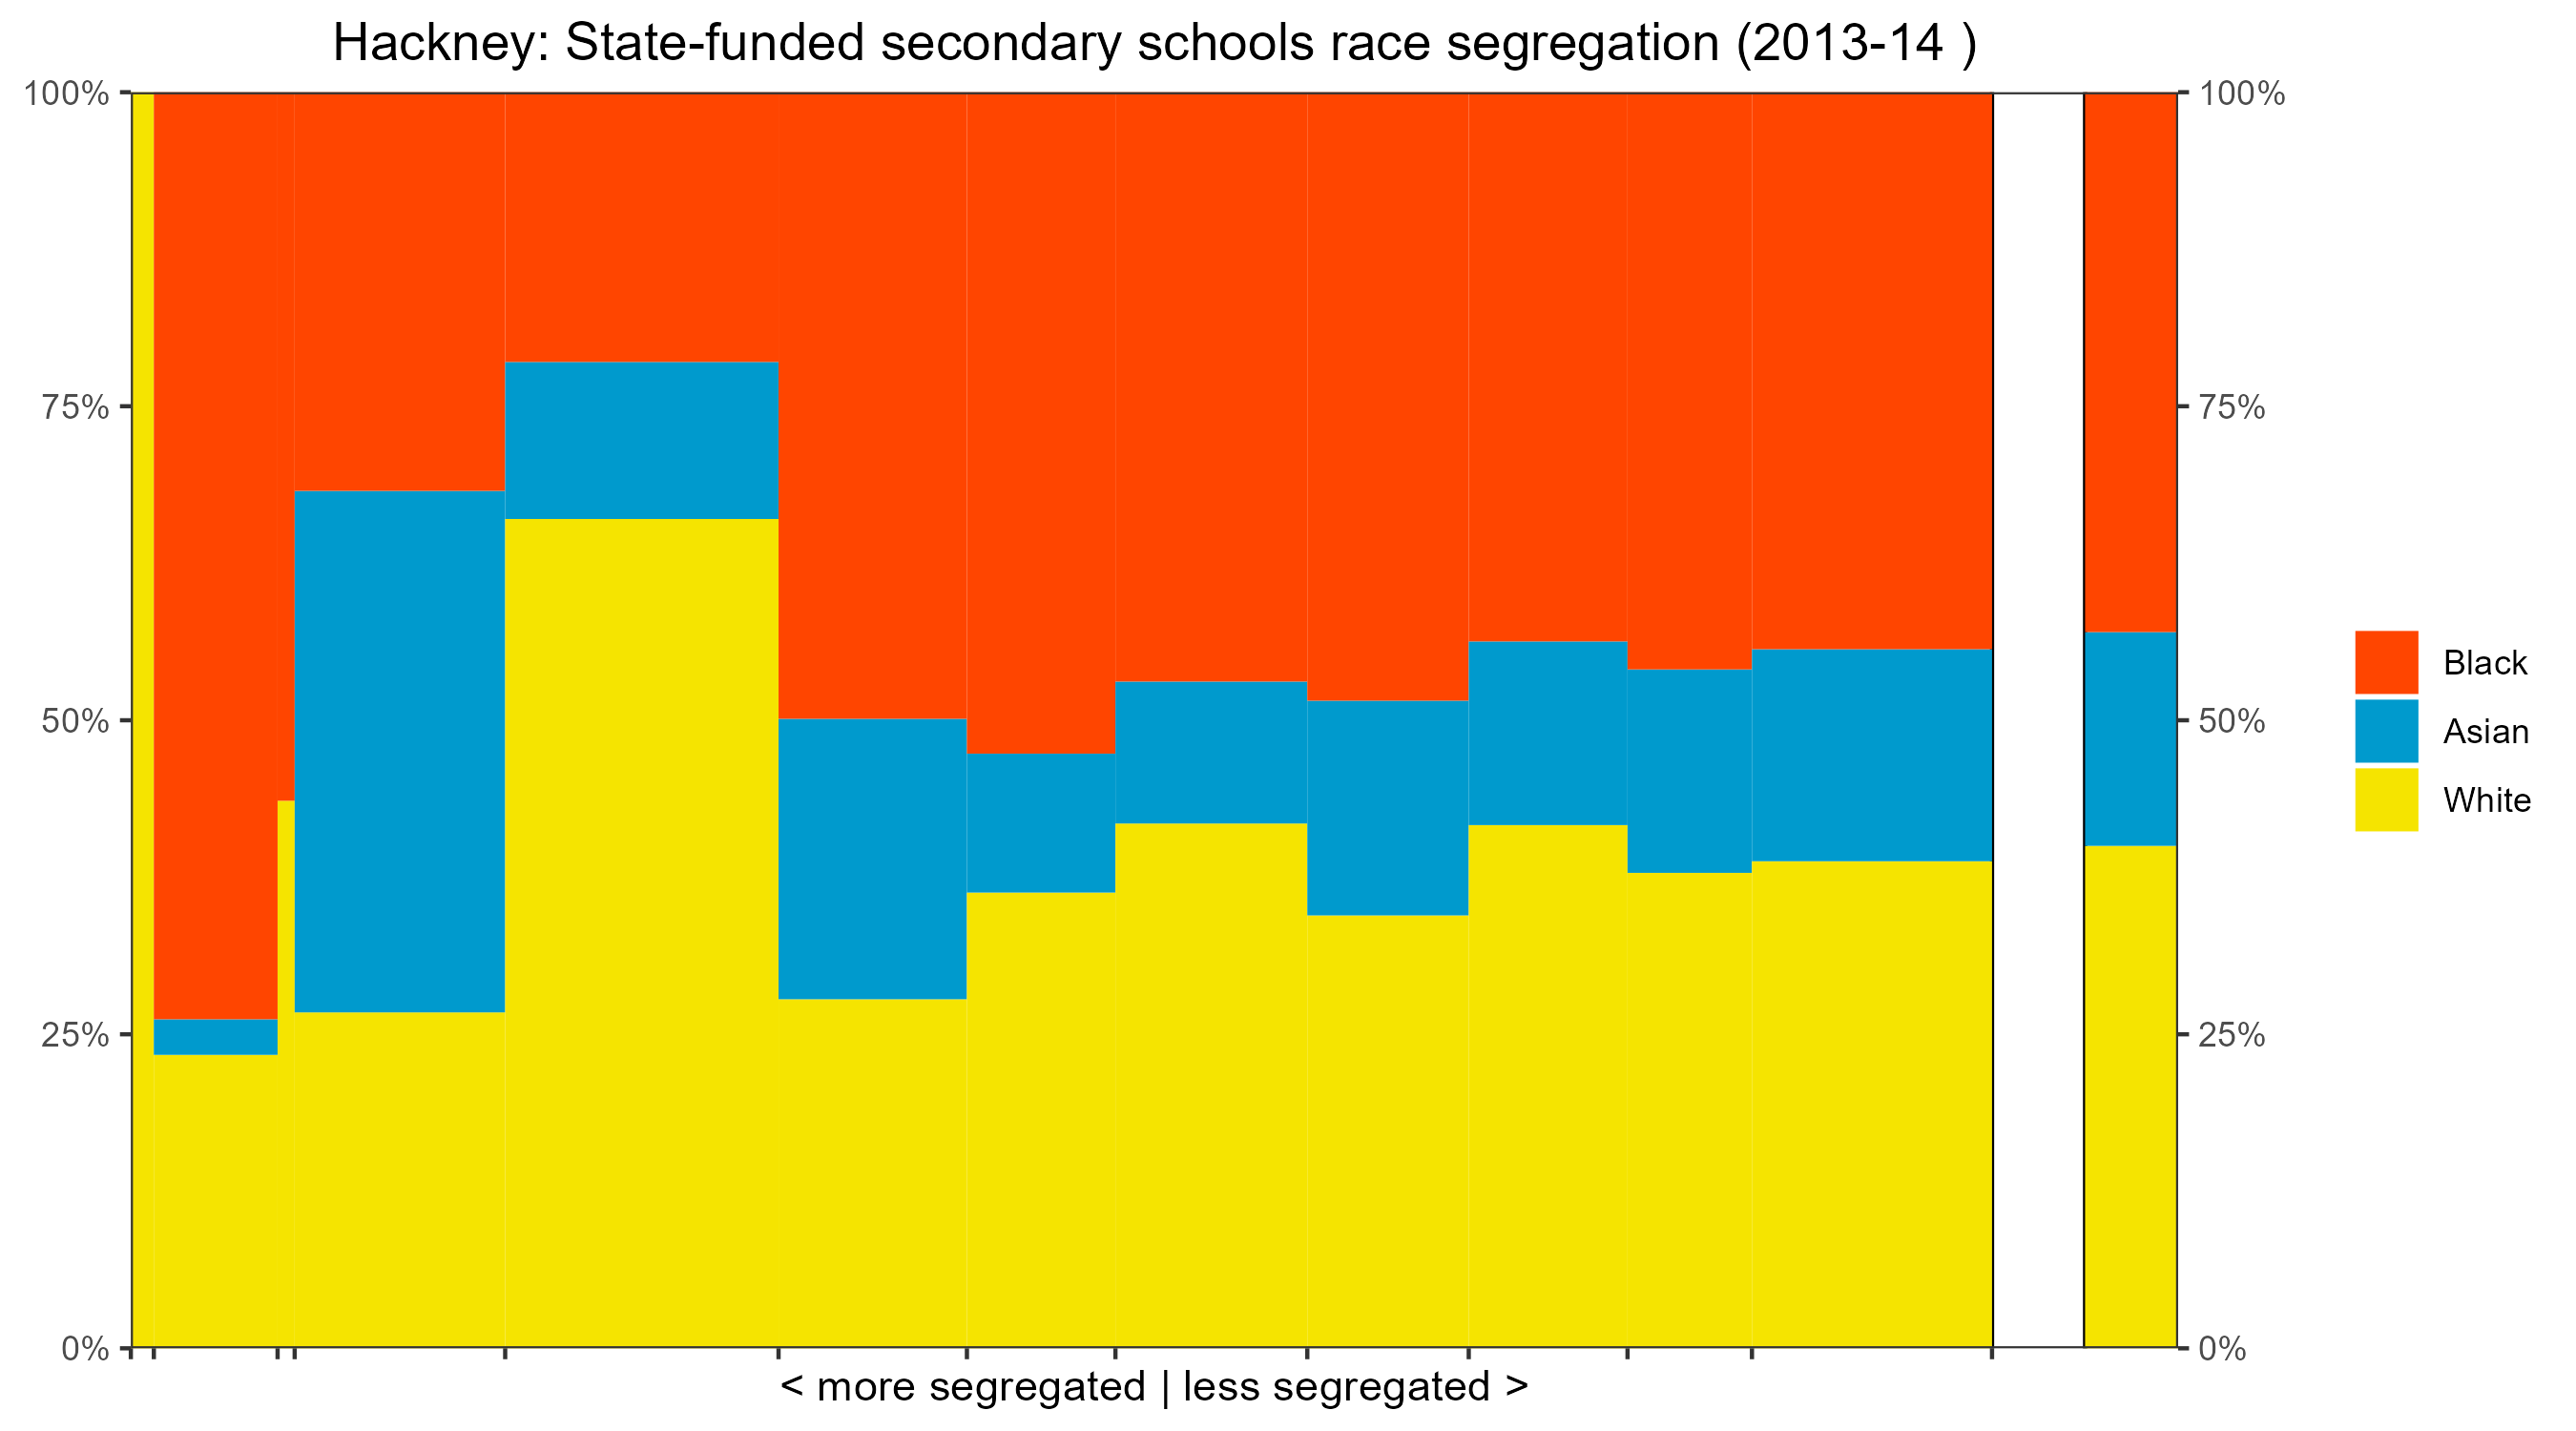 Hackney: State-funded secondary schools race segregation (2013-14 )
100%
75%
50%
25%
0%
100%
75%
50%
25%
0%
< more segregated | less segregated >
Black
Asian
White